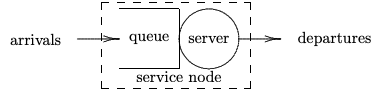 arrivals
queue
server
departures
service node